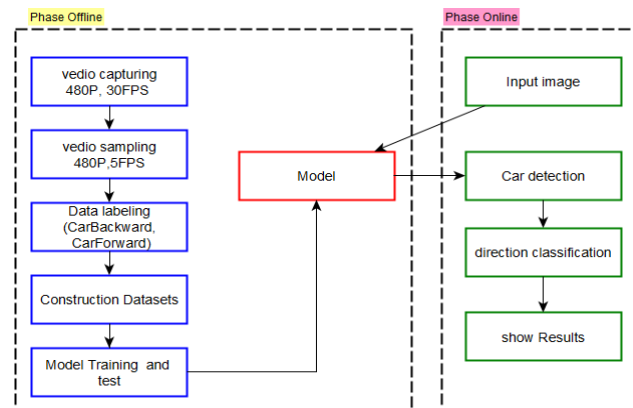 Phase Offline
vedio capturing
480P, 30FPS
vedio sampling
480P,5FPS
Data labeling
(CarBackward,
CarForward)
Construction Datasets
Model Training and
test
Model
Phase Online
Input image
Car detection
direction classification
show Results